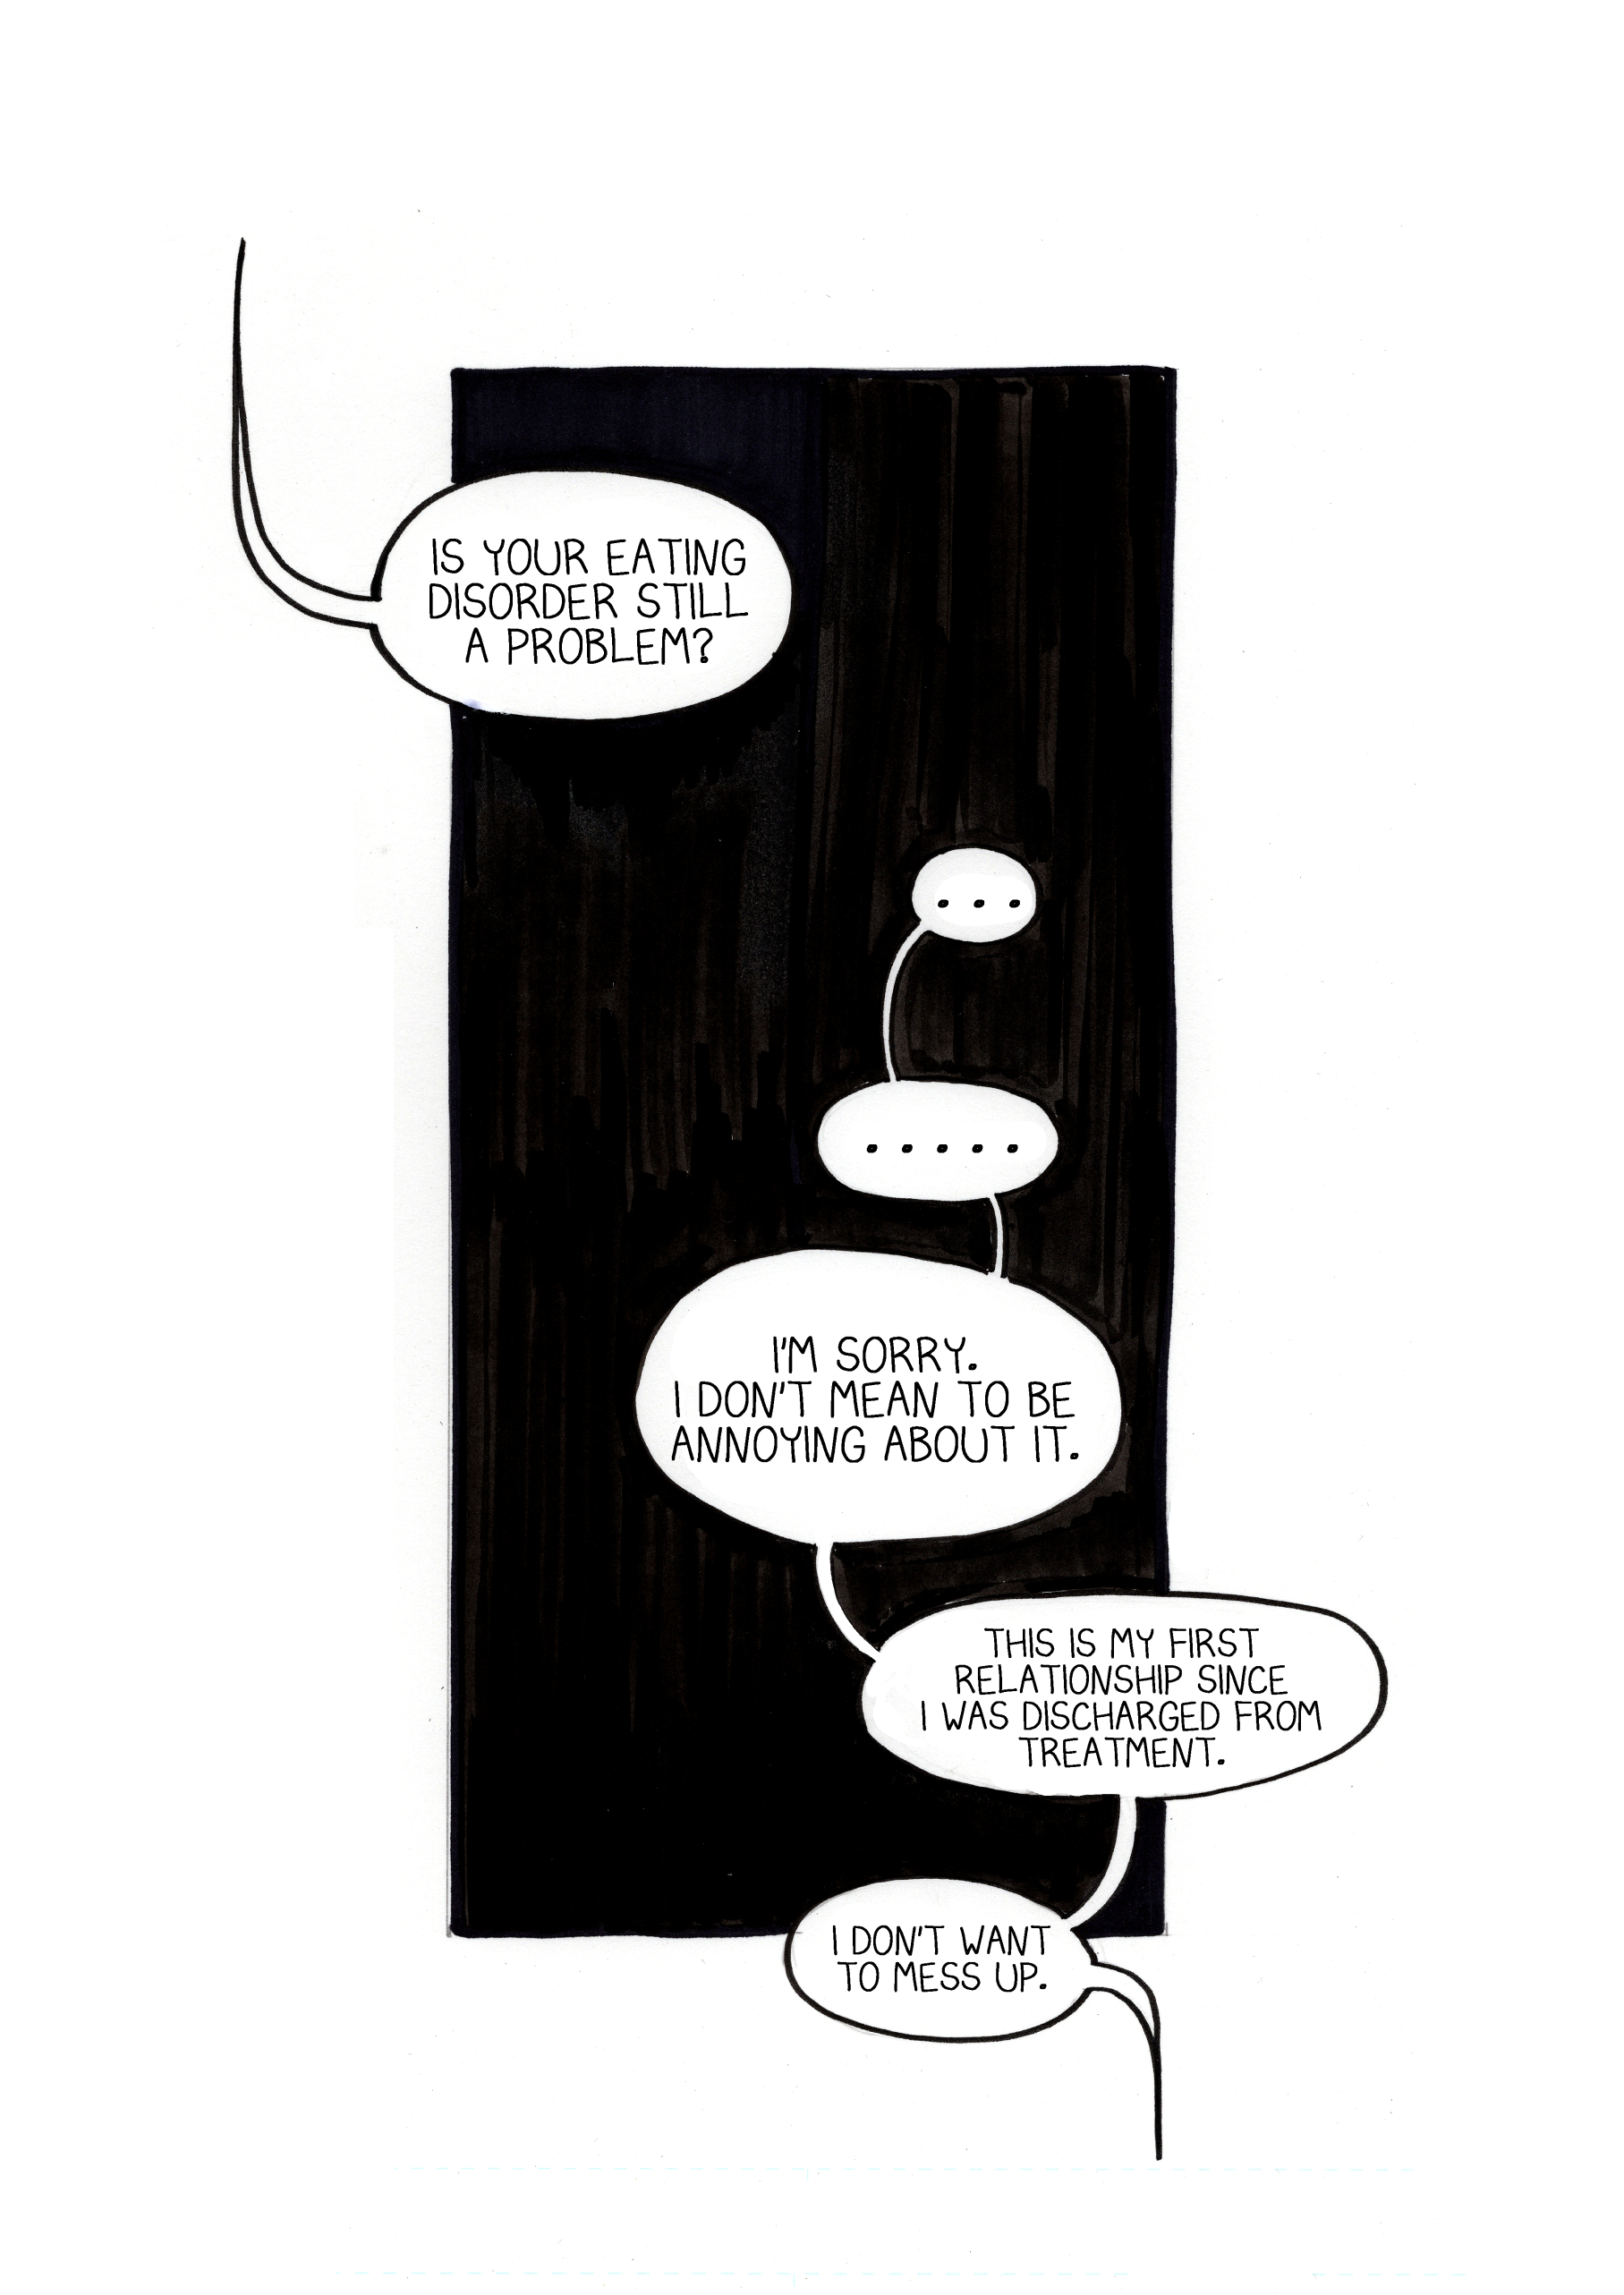 IS YOUR EATING
DISORDER STILL
A PROBLEM?
...
.....
I'M SORRY.
I DON'T MEAN TO BE
ANNOYING ABOUT IT.
THIS IS MY FIRST
RELATIONSHIP SINCE
I WAS DISCHARGED FROM
TREATMENT.
I DON'T WANT
TO MESS UP.